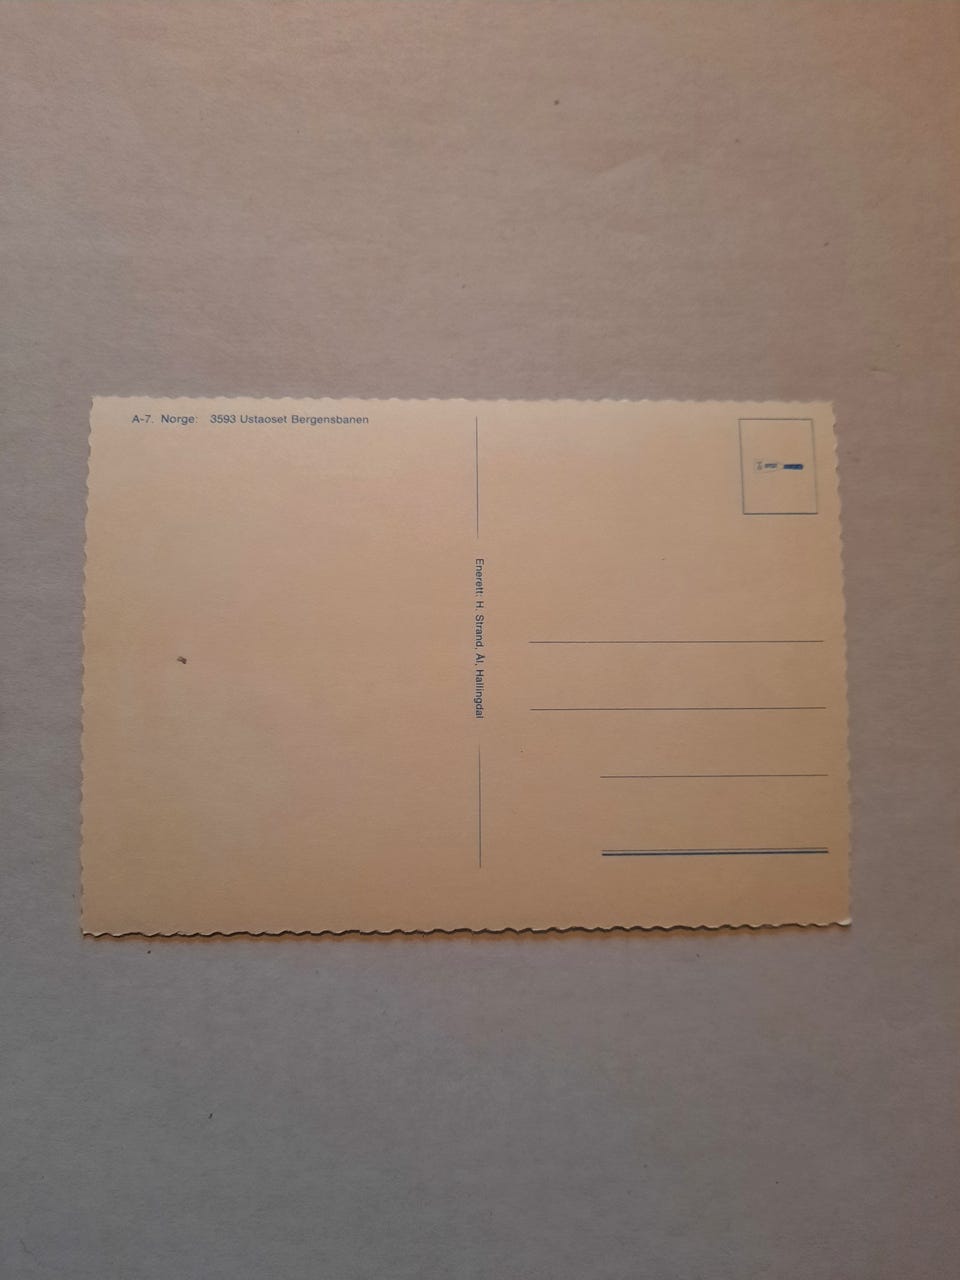 A-7. Norge: 3593 Ustaoset Bergensbanen
Enerett: H. Strand, Ål, Hallingdal